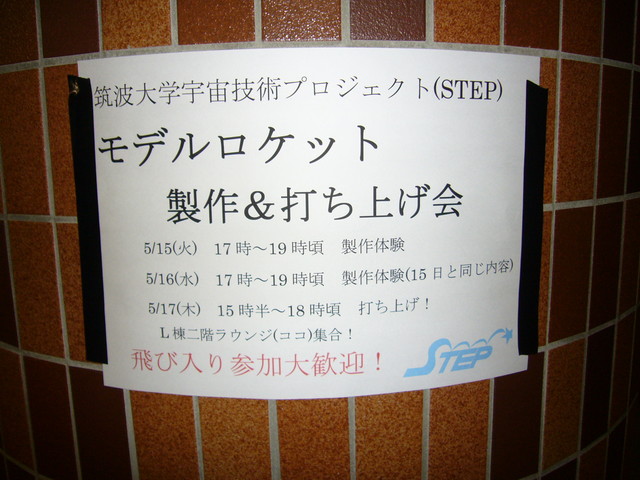 筑波大学宇宙技術プロジェクト(STEP)
モデルロケット
製作&打ち上げ会
5/15(火) 17時～19時頃 製作体験
5/16(水) 17時～19時頃 製作体験(15日と同じ内容)
5/17(木) 15時半～18時頃 打ち上げ！
L棟二階ラウンジ(ココ)集合！
飛び入り参加大歓迎！
STEP